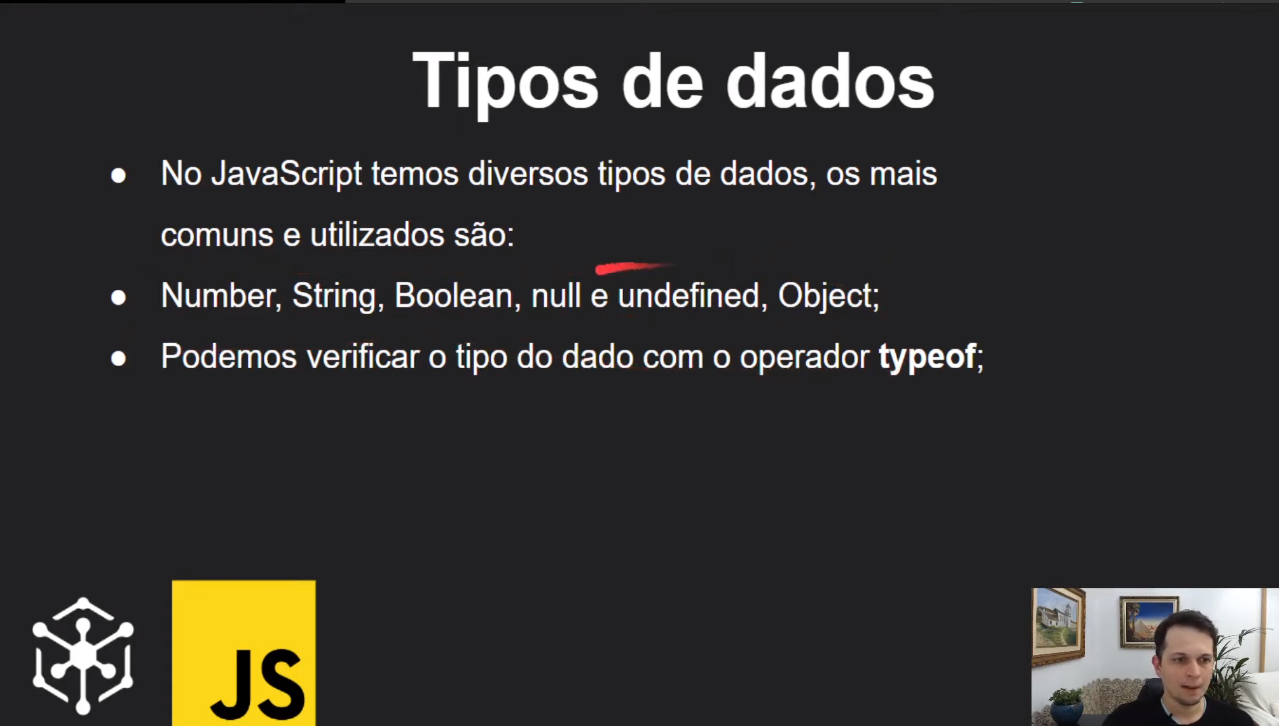 Tipos de dados
● No JavaScript temos diversos tipos de dados, os mais
comuns e utilizados são:
● Number, String, Boolean, null e undefined, Object;
● Podemos verificar o tipo do dado com o operador typeof;
JS